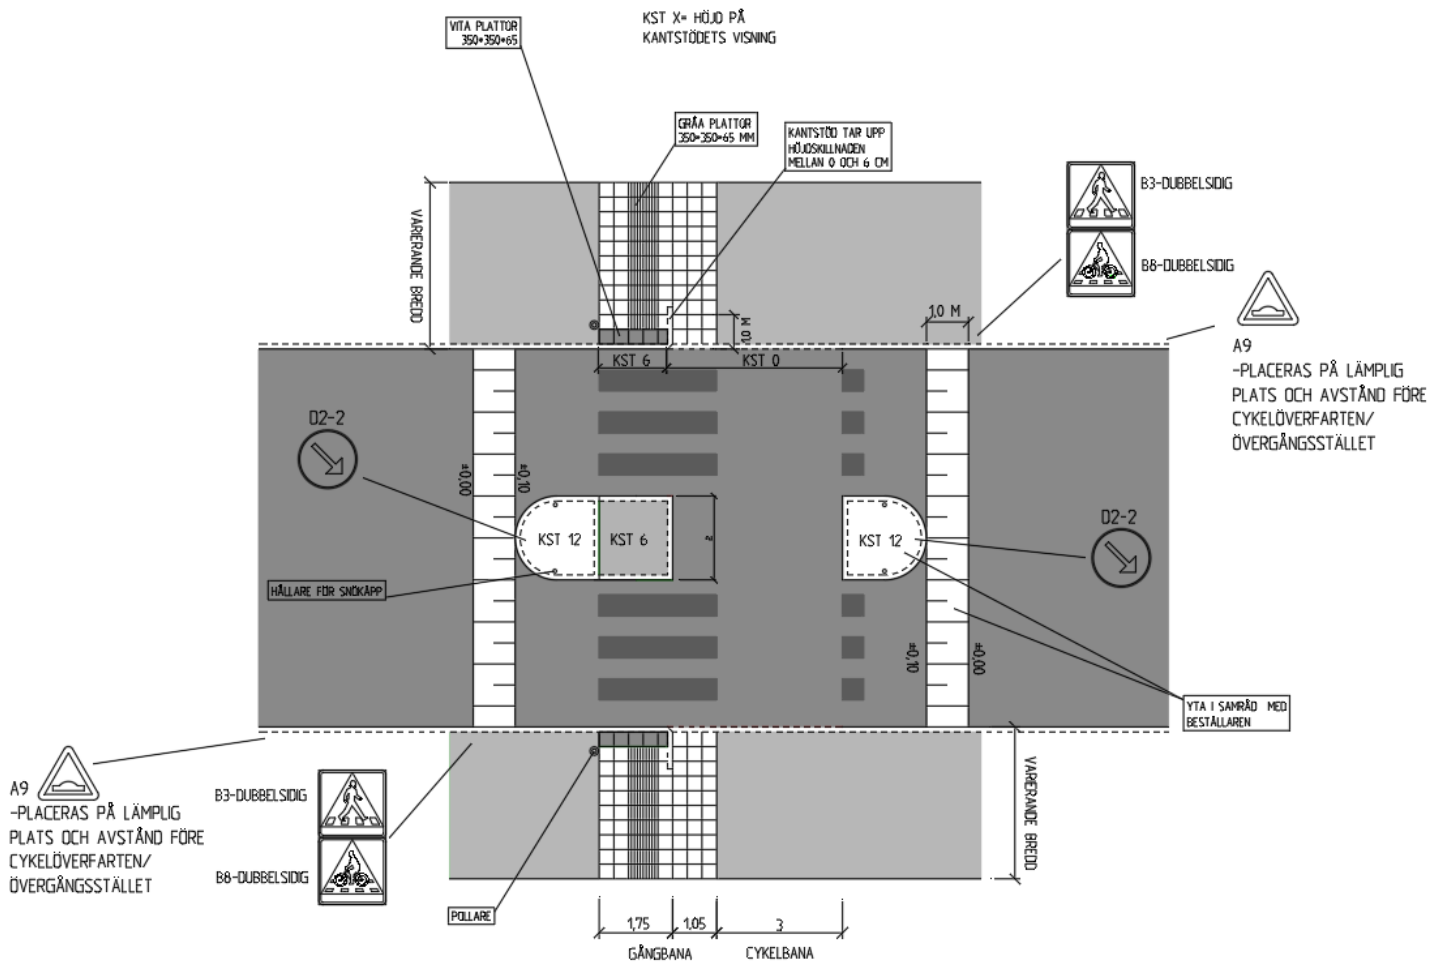 KST X= HÖJD PÅ
KANTSTÖDETS VISNING
VITA PLATTOR
350*350*65
GRÅA PLATTOR
350*350*65 MM
KANTSTÖD TAR UPP
HÖJDSKILLNADEN
MELLAN 0 OCH 6 CM
B3-DUBBELSIDIG
B8-DUBBELSIDIG
VARIERANDE BREDD
1,0 M
1,0 M
A9
-PLACERAS PÅ LÄMPLIG
PLATS OCH AVSTÅND FÖRE
CYKELÖVERFARTEN/
ÖVERGÅNGSSTÄLLET
KST 6
KST 0
D2-2
±0,00
±0,10
KST 12
KST 6
2
KST 12
D2-2
HÅLLARE FÖR SNÖKÄPP
±0,10
±0,00
YTA I SAMRÅD MED
BESTÄLLAREN
A9
-PLACERAS PÅ LÄMPLIG
PLATS OCH AVSTÅND FÖRE
CYKELÖVERFARTEN/
ÖVERGÅNGSSTÄLLET
B3-DUBBELSIDIG
B8-DUBBELSIDIG
VARIERANDE BREDD
POLLARE
1,75
1,05
3
GÅNGBANA
CYKELBANA